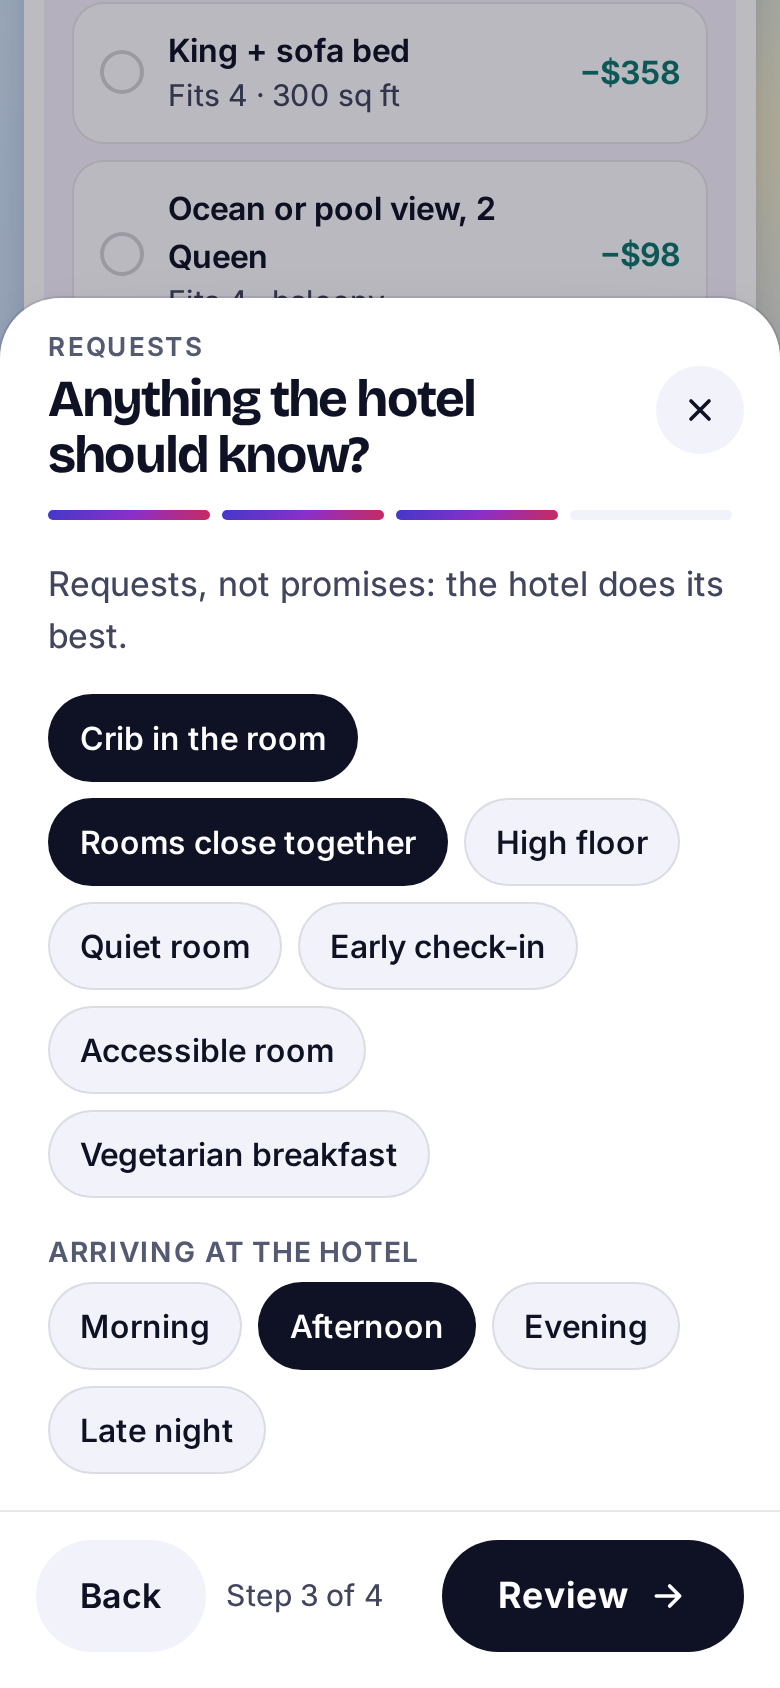 King + sofa bed
Fits 4 · 300 sq ft
−$358
Ocean or pool view, 2
Queen
−$98
Fits 4 · balcony
REQUESTS
Anything the hotel
should know?
Requests, not promises: the hotel does its
best.
Crib in the room
Rooms close together
High floor
Quiet room
Early check-in
Accessible room
Vegetarian breakfast
ARRIVING AT THE HOTEL
Morning
Afternoon
Evening
Late night
Back
Step 3 of 4
Review →